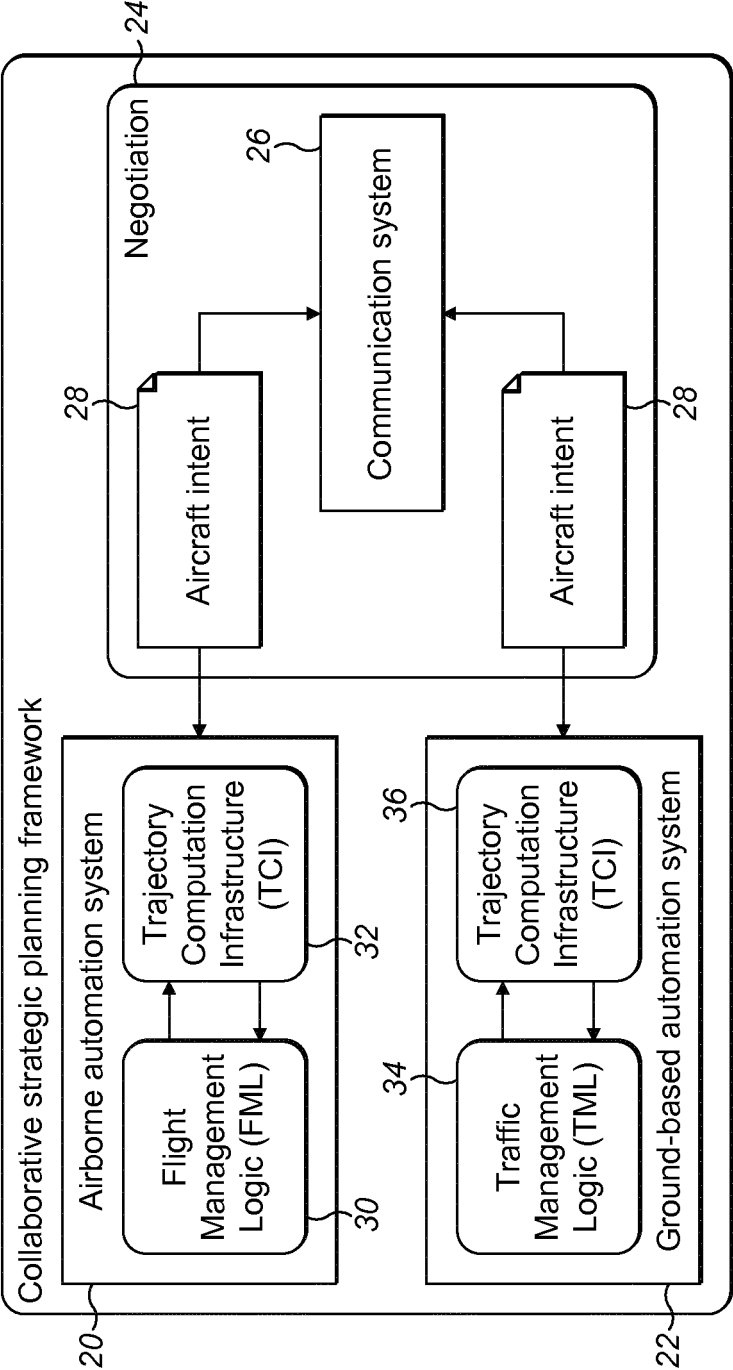 Collaborative strategic planning framework
20
Airborne automation system
Flight
Management
Logic (FML)
30
Trajectory
Computation
Infrastructure
(TCI)
32
24
Negotiation
28
Aircraft intent
26
Communication system
Aircraft intent
28
34
Traffic
Management
Logic (TML)
36
Trajectory
Computation
Infrastructure
(TCI)
Ground-based automation system
22